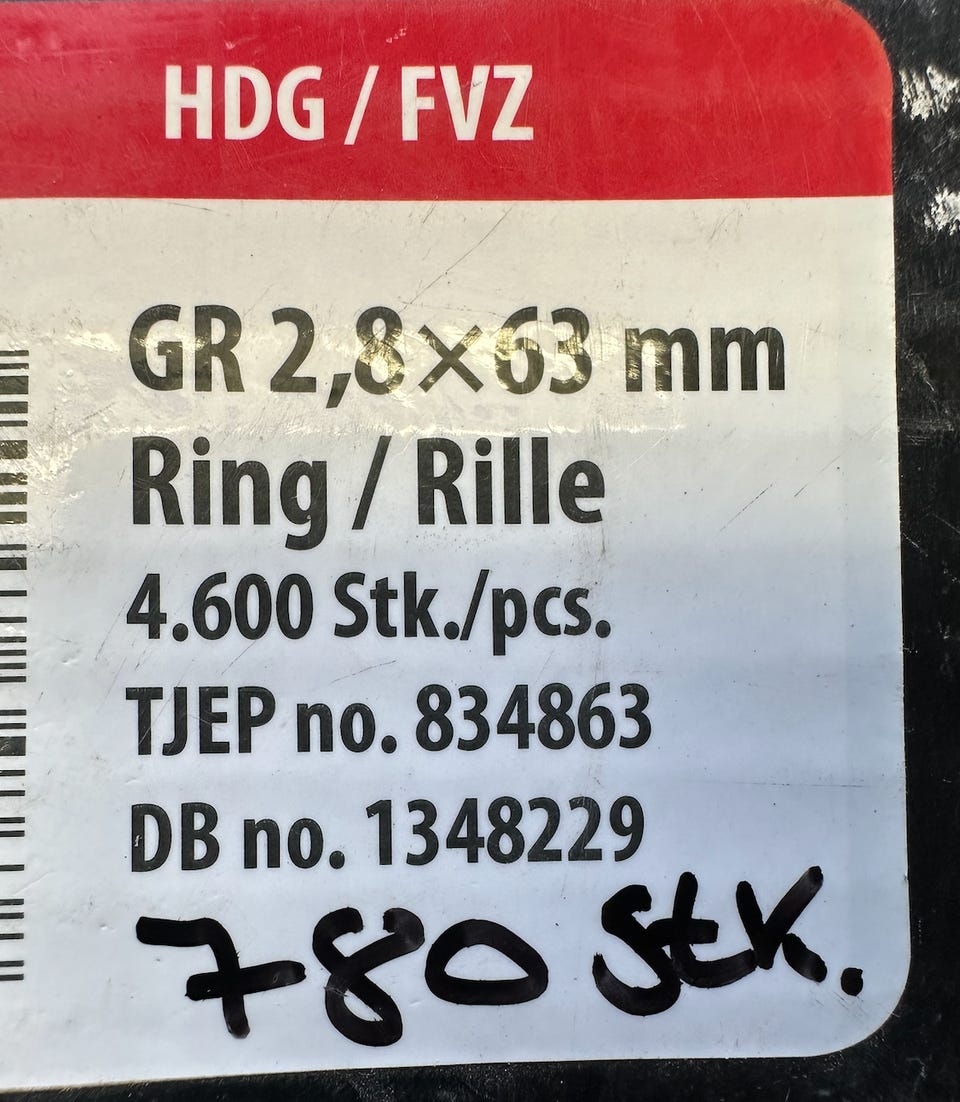 HDG / FVZ
GR 2,8×63 mm
Ring / Rille
4.600 Stk./pcs.
TJEP no. 834863
DB no. 1348229
780 Stk.